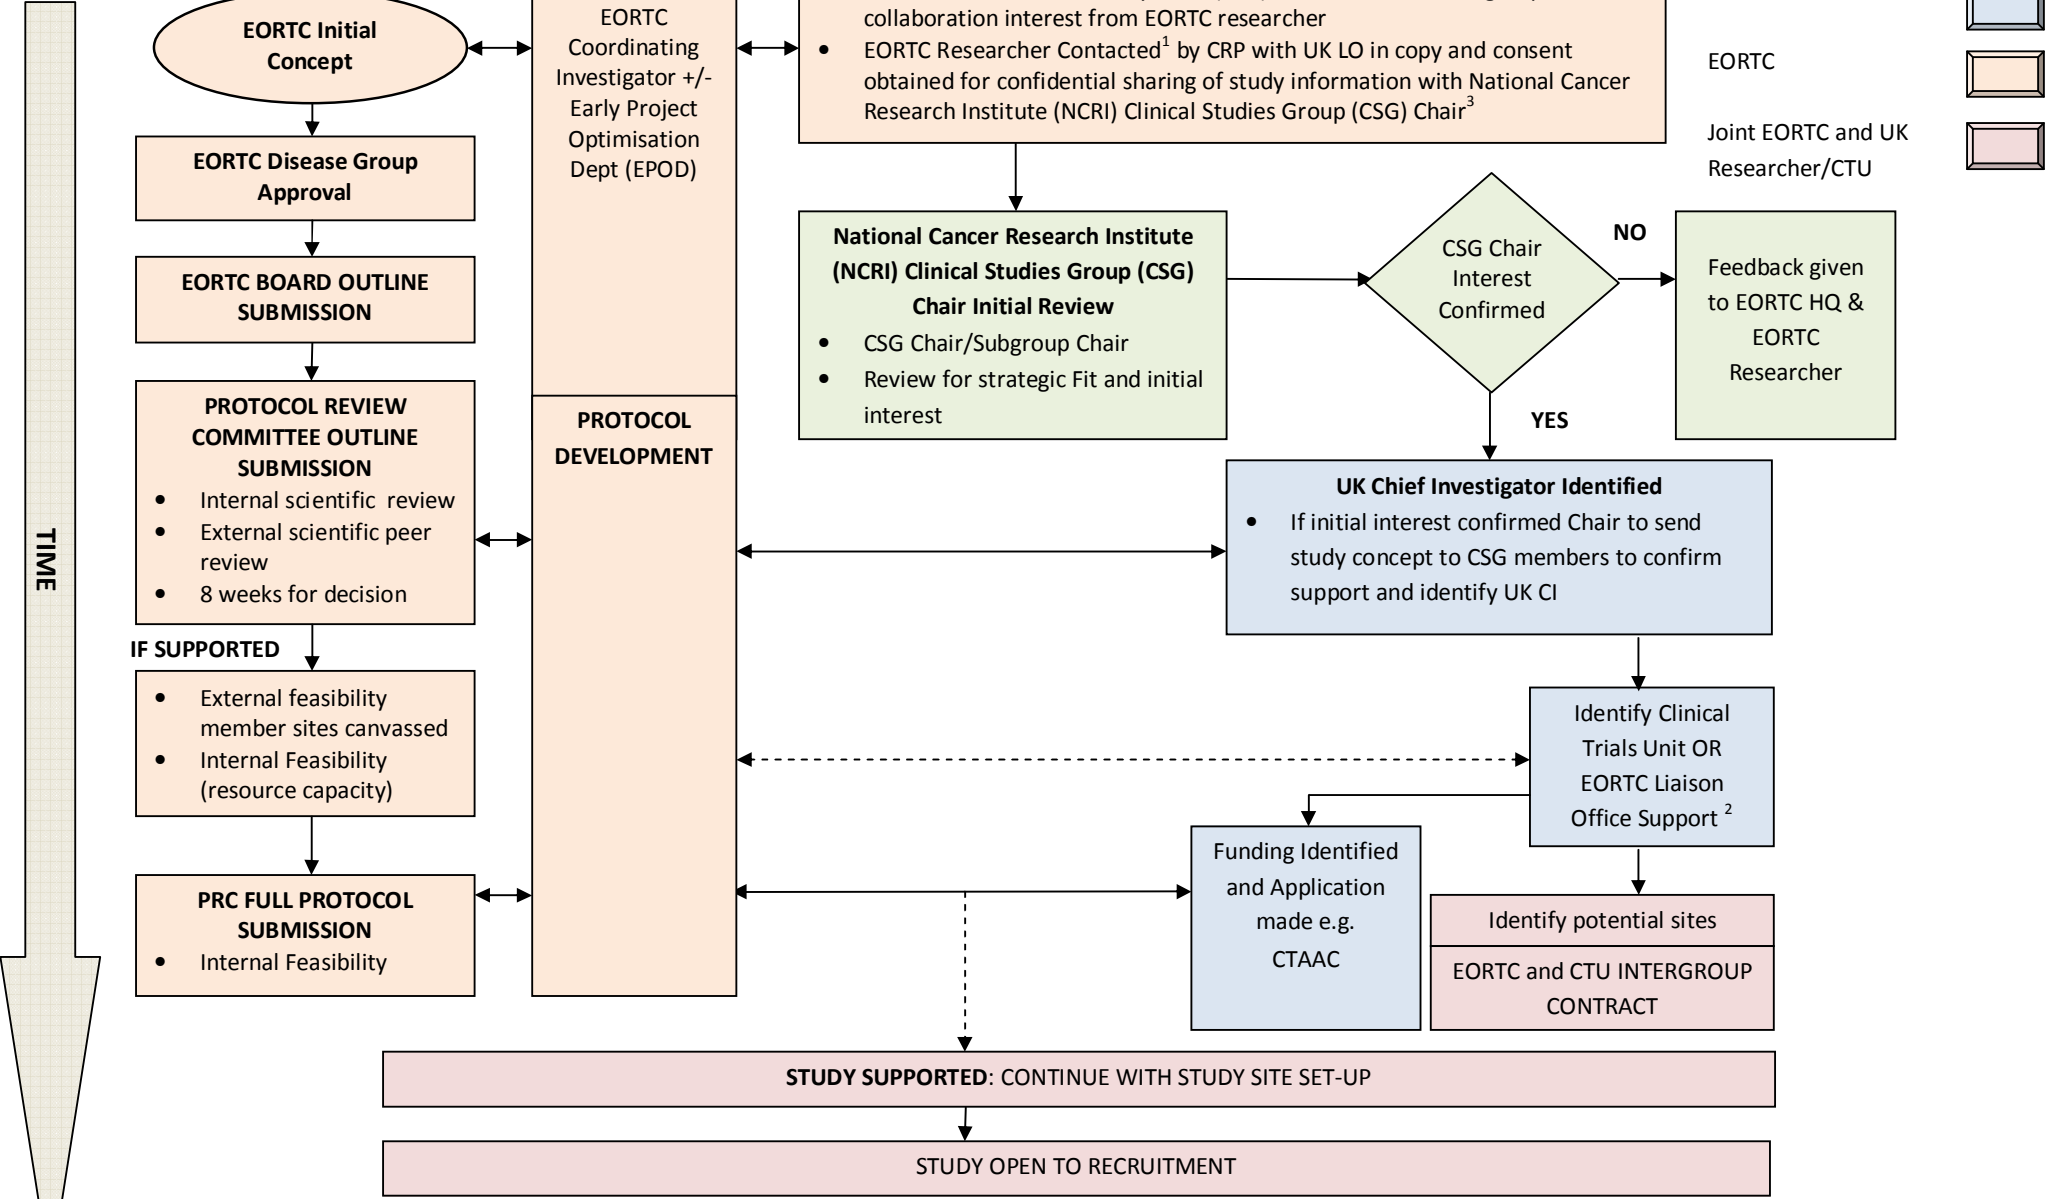 EORTC Initial
Concept
EORTC Disease Group
Approval
EORTC BOARD OUTLINE
SUBMISSION
PROTOCOL REVIEW
COMMITTEE OUTLINE
SUBMISSION
• Internal scientific review
• External scientific peer
review
• 8 weeks for decision
IF SUPPORTED
• External feasibility
member sites canvassed
• Internal Feasibility
(resource capacity)
PRC FULL PROTOCOL
SUBMISSION
• Internal Feasibility
TIME
EORTC
Coordinating
Investigator +/-
Early Project
Optimisation
Dept (EPOD)
PROTOCOL
DEVELOPMENT
collaboration interest from EORTC researcher
• EORTC Researcher Contacted1 by CRP with UK LO in copy and consent
obtained for confidential sharing of study information with National Cancer
Research Institute (NCRI) Clinical Studies Group (CSG) Chair3
EORTC
Joint EORTC and UK
Researcher/CTU
National Cancer Research Institute
(NCRI) Clinical Studies Group (CSG)
Chair Initial Review
• CSG Chair/Subgroup Chair
• Review for strategic Fit and initial
interest
CSG Chair
Interest
Confirmed
NO
Feedback given
to EORTC HQ &
EORTC
Researcher
YES
UK Chief Investigator Identified
• If initial interest confirmed Chair to send
study concept to CSG members to confirm
support and identify UK CI
Identify Clinical
Trials Unit OR
EORTC Liaison
Office Support 2
Funding Identified
and Application
made e.g.
CTAAC
Identify potential sites
EORTC and CTU INTERGROUP
CONTRACT
STUDY SUPPORTED: CONTINUE WITH STUDY SITE SET-UP
STUDY OPEN TO RECRUITMENT